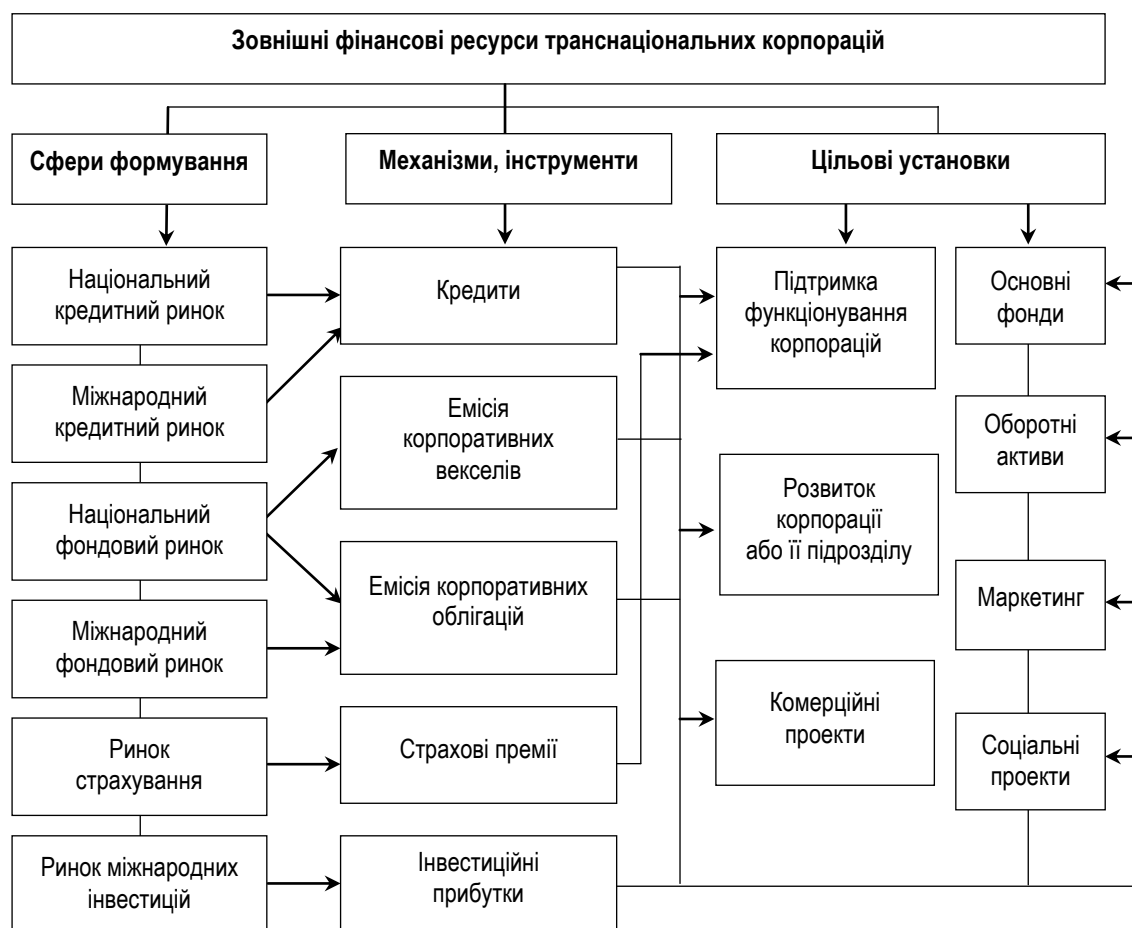 Зовнішні фінансові ресурси транснаціональних корпорацій
Сфери формування
Механізми, інструменти
Цільові установки
Національний
кредитний ринок
Міжнародний
кредитний ринок
Національний
фондовий ринок
Міжнародний
фондовий ринок
Ринок
страхування
Ринок міжнародних
інвестицій
Кредити
Емісія
корпоративних
векселів
Емісія корпоративних
облігацій
Страхові премії
Інвестиційні
прибутки
Підтримка
функціонування
корпорацій
Розвиток
корпорації
або її підрозділу
Комерційні
проекти
Основні
фонди
Оборотні
активи
Маркетинг
Соціальні
проекти